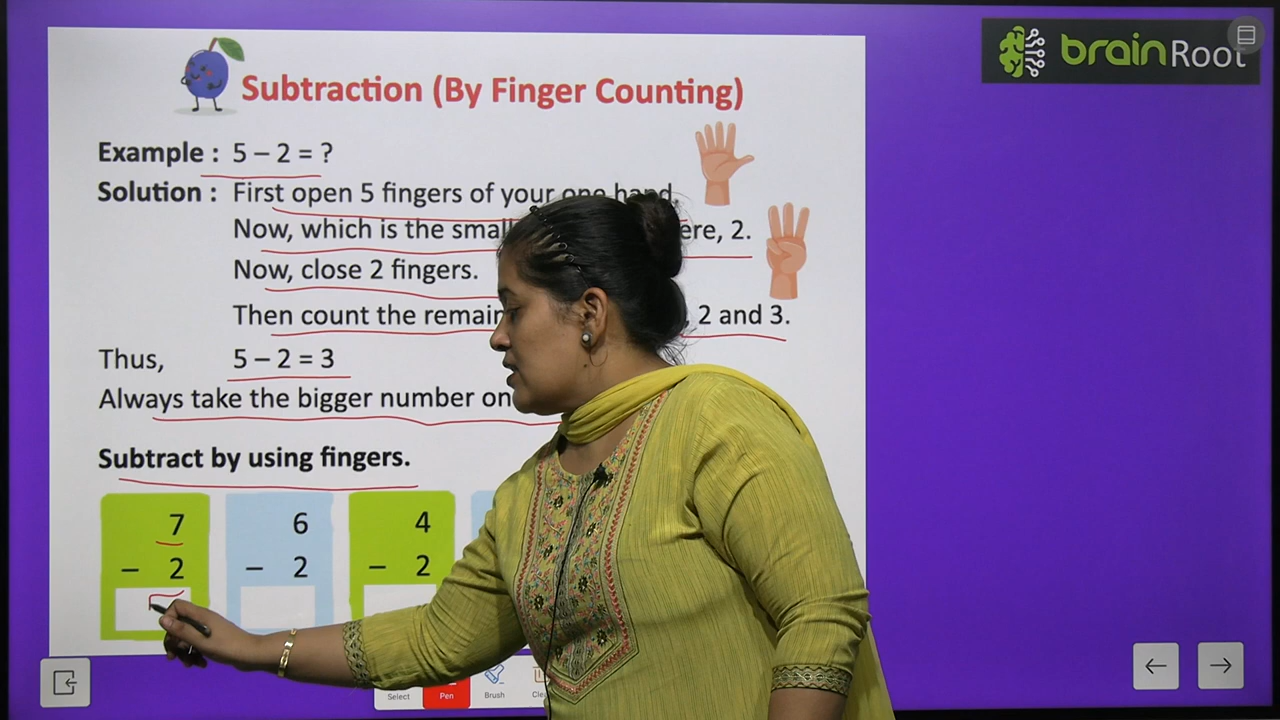 brainRoot
Subtraction (By Finger Counting)
Example : 5 – 2 = ?
Solution : First open 5 fingers of your one hand.
Now, which is the ere, 2.
Now, close 2 fingers.
Then count the , 2 and 3.
Thus, 5 – 2 = 3
Always take the bigger number on
Subtract by using fingers.
7 6 4
– 2 – 2 – 2
Select Pen Brush